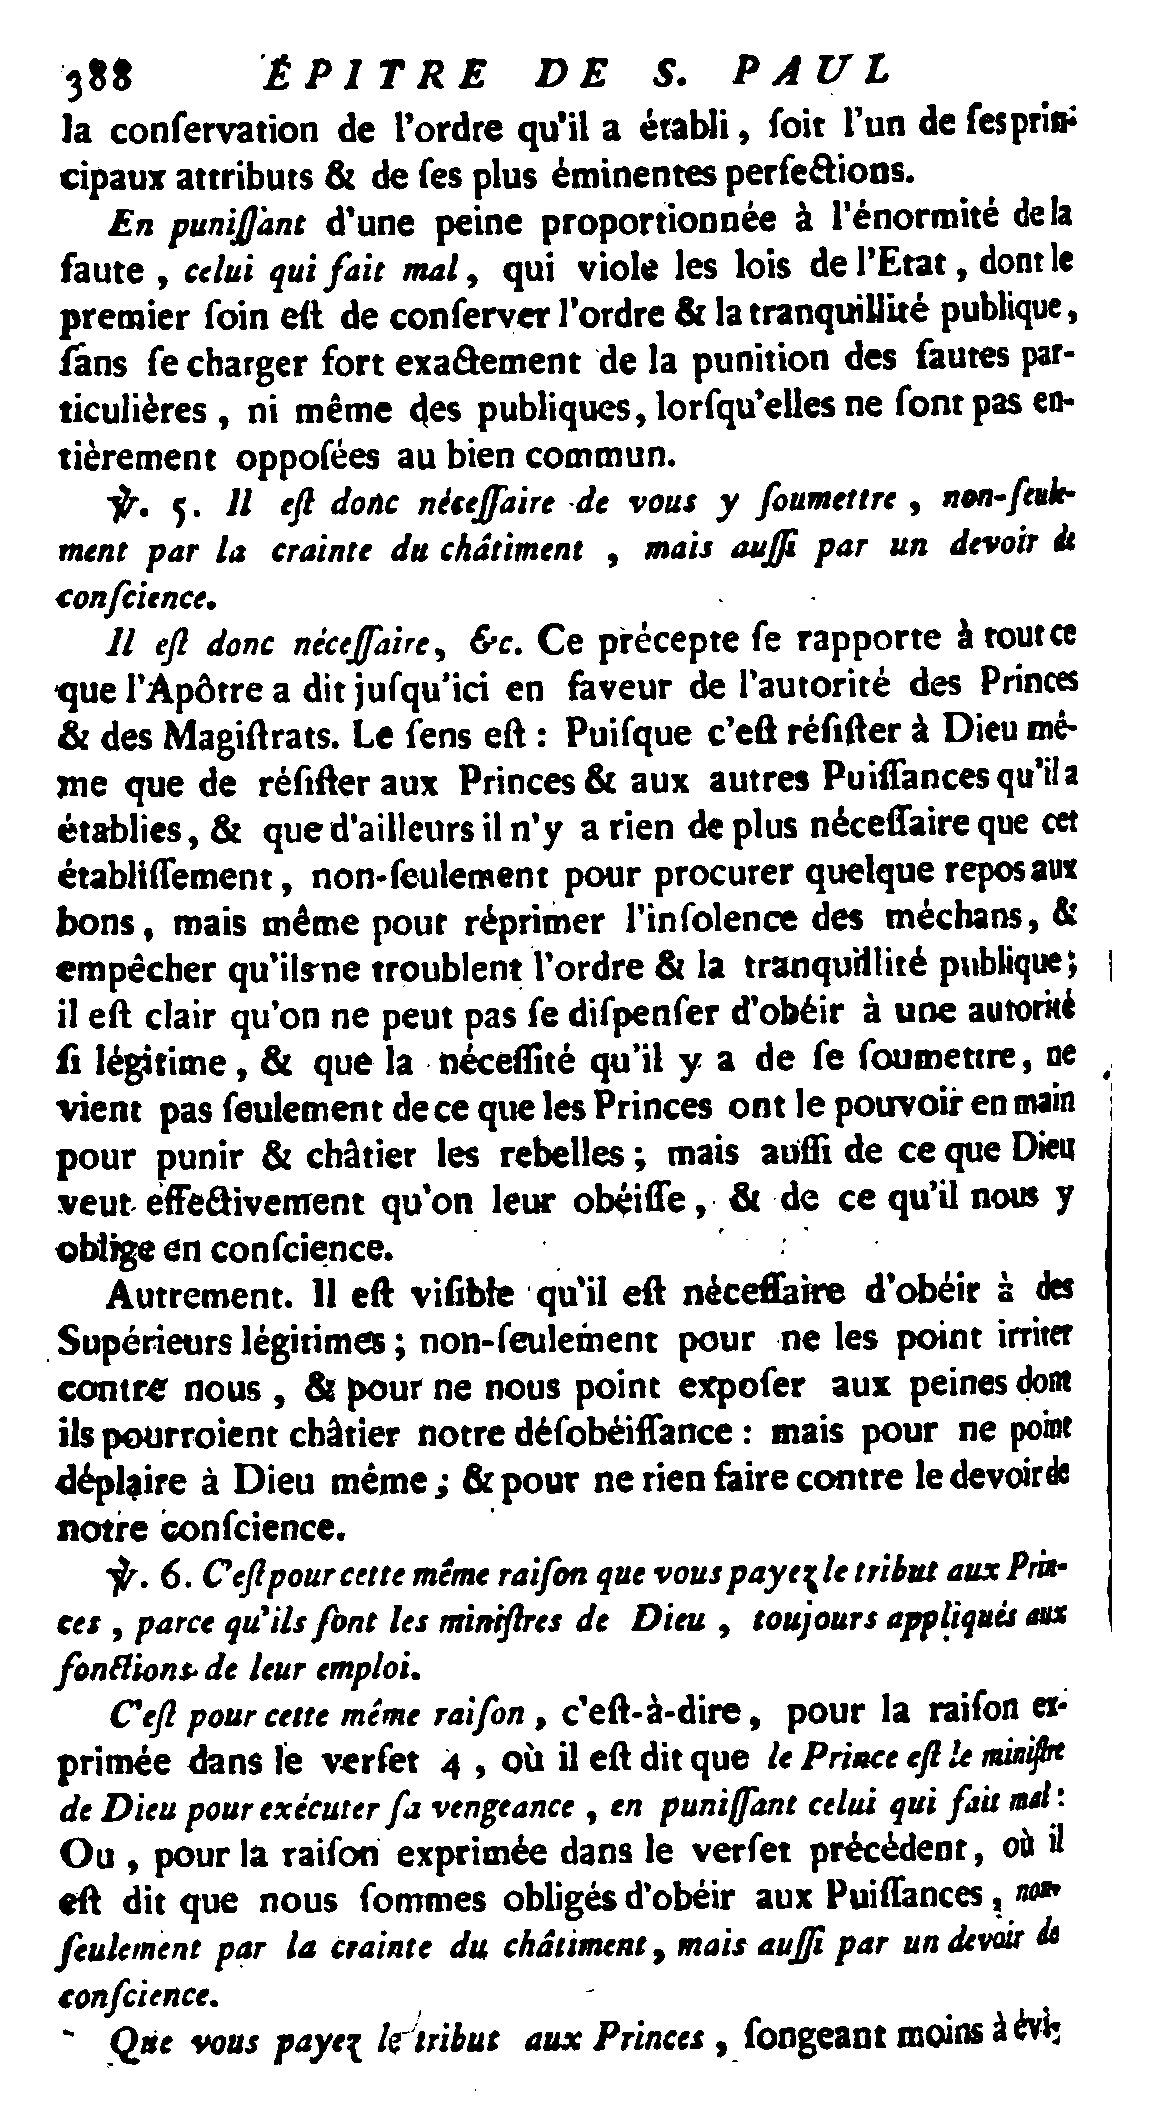 388 ÉPITRE DE S. PAUL
la conſervation de l'ordre qu'il a établi, ſoit l'un de ſes prin-
cipaux attributs & de ſes plus éminentes perfections.
En puniſſant d'une peine proportionnée à l'énormité de la
faute, celui qui fait mal, qui viole les lois de l'Etat, dont le
premier ſoin eſt de conſerver l'ordre & la tranquillité publique,
ſans ſe charger fort exactement de la punition des fautes par-
ticulières, ni même des publiques, lorſqu'elles ne ſont pas en-
tièrement oppoſées au bien commun.
℣. 5. Il eſt donc néceſſaire de vous y ſoumettre, non-ſeule-
ment par la crainte du châtiment, mais auſſi par un devoir de
conſcience.
Il eſt donc néceſſaire, &c. Ce précepte ſe rapporte à tout ce
que l'Apôtre a dit juſqu'ici en faveur de l'autorité des Princes
& des Magiſtrats. Le ſens eſt : Puiſque c'eſt réſiſter à Dieu mê-
me que de réſiſter aux Princes & aux autres Puiſſances qu'il a
établies, & que d'ailleurs il n'y a rien de plus néceſſaire que cet
établiſſement, non-ſeulement pour procurer quelque repos aux
bons, mais même pour réprimer l'inſolence des méchans, &
empêcher qu'ils ne troublent l'ordre & la tranquillité publique;
il eſt clair qu'on ne peut pas ſe diſpenſer d'obéir à une autorité
ſi légitime, & que la néceſſité qu'il y a de ſe ſoumettre, ne
vient pas ſeulement de ce que les Princes ont le pouvoir en main
pour punir & châtier les rebelles; mais auſſi de ce que Dieu
veut effectivement qu'on leur obéiſſe, & de ce qu'il nous y
oblige en conſcience.
Autrement. Il eſt viſible qu'il eſt néceſſaire d'obéir à des
Supérieurs légitimes; non-ſeulement pour ne les point irriter
contre nous, & pour ne nous point expoſer aux peines dont
ils pourroient châtier notre déſobéiſſance : mais pour ne point
déplaire à Dieu même; & pour ne rien faire contre le devoir de
notre conſcience.
℣. 6. C'eſt pour cette même raiſon que vous payez le tribut aux Prin-
ces, parce qu'ils ſont les miniſtres de Dieu, toujours appliqués aux
fonctions de leur emploi.
C'eſt pour cette même raiſon, c'eſt-à-dire, pour la raiſon ex-
primée dans le verſet 4, où il eſt dit que le Prince eſt le miniſtre
de Dieu pour exécuter ſa vengeance, en puniſſant celui qui fait mal:
Ou, pour la raiſon exprimée dans le verſet précédent, où il
eſt dit que nous ſommes obligés d'obéir aux Puiſſances, non-
ſeulement par la crainte du châtiment, mais auſſi par un devoir de
conſcience.
Que vous payez le tribut aux Princes, ſongeant moins à évi-